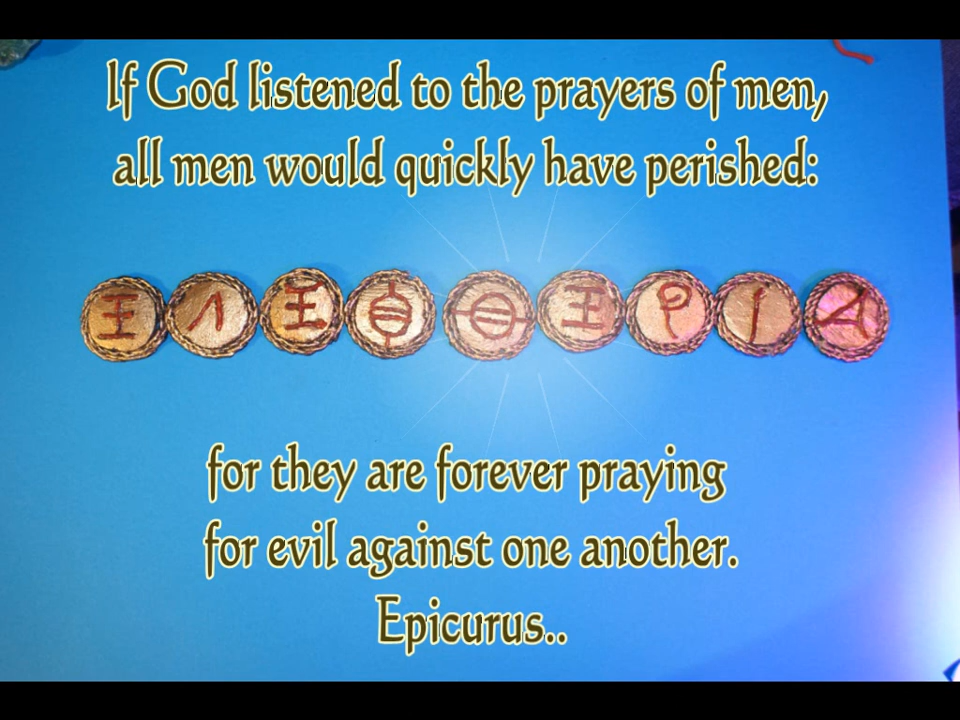 If God listened to the prayers of men,
all men would quickly have perished:
for they are forever praying
for evil against one another.
Epicurus..